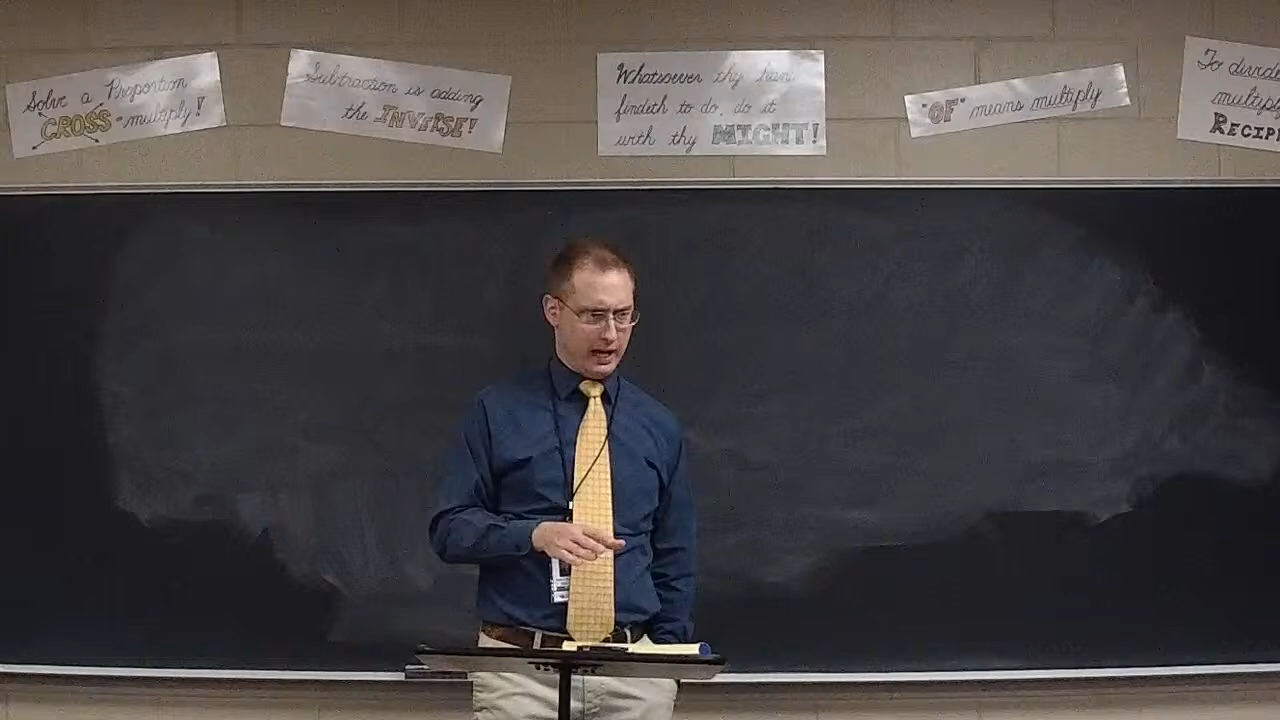 Solve a Proportion
CROSS-multiply!
Subtraction is adding
the INVERSE!
Whatsoever thy hand
findeth to do, do it
with thy MIGHT!
"OF" means multiply
To divide
multiply
RECIP